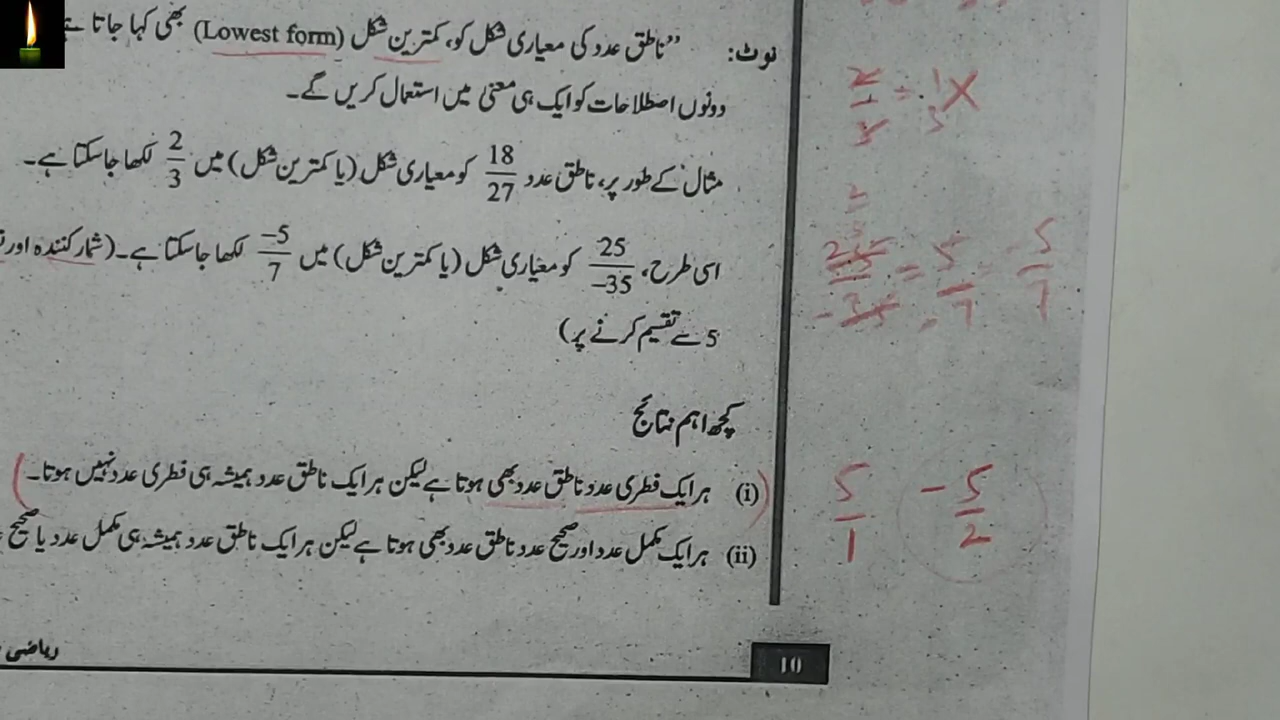 نوٹ: ”ناطق عدد کی معیاری شکل کو، کمترین شکل (Lowest form) بھی کہا جاتا ہے
دونوں اصطلاحات کو ایک ہی معنیٰ میں استعمال کریں گے۔
مثال کے طور پر، ناطق عدد 18/27 کو معیاری شکل (یا کمترین شکل) میں 2/3 لکھا جاسکتا ہے۔
اسی طرح، 25/-35 کو معیاری شکل (یا کمترین شکل) میں -5/7 لکھا جاسکتا ہے۔ (شمار کنندہ اور
5 سے تقسیم کرنے پر)
کچھ اہم نتائج
(i) ہر ایک فطری عدد ناطق عدد بھی ہوتا ہے لیکن ہر ایک ناطق عدد ہمیشہ ہی فطری عدد نہیں ہوتا۔
(ii) ہر ایک مکمل عدد اور صحیح عدد ناطق عدد بھی ہوتا ہے لیکن ہر ایک ناطق عدد ہمیشہ ہی مکمل عدد یا صحیح
5/1 -5/2
ریاضی
10